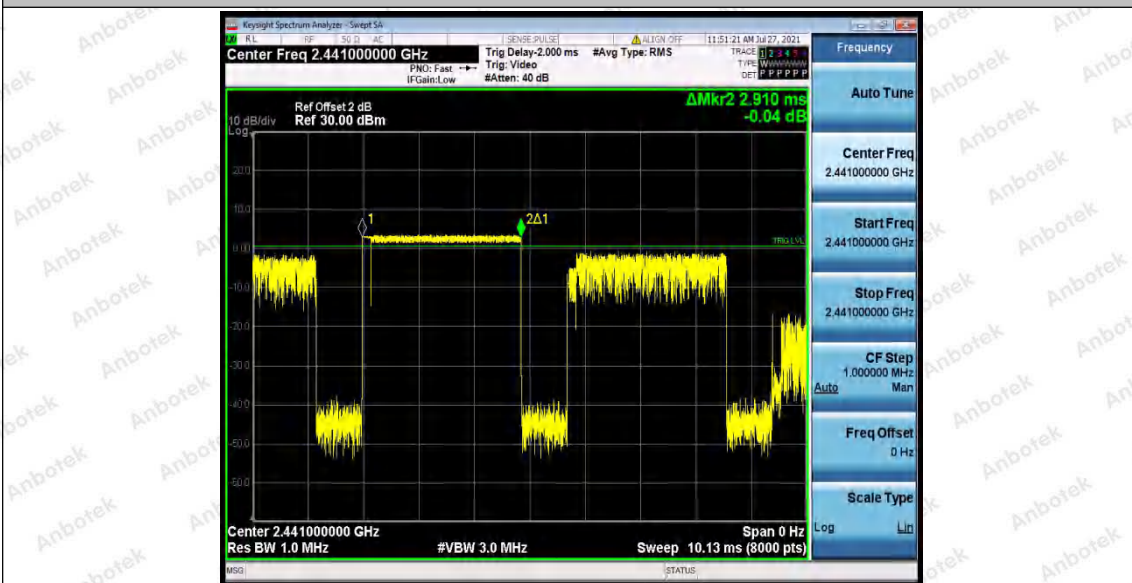 Keysight Spectrum Analyzer - Swept SA
RL RF 50 Ω AC SENSE:PULSE ALIGN OFF 11:51:21 AM Jul 27, 2021
Center Freq 2.441000000 GHz
PNO: Fast
IFGain:Low
Trig Delay-2.000 ms
Trig: Video
#Atten: 40 dB
#Avg Type: RMS
TRACE 1 2 3 4 5 6
TYPE WWWWWW
DET P P P P P P
10 dB/div
Log
Ref Offset 2 dB
Ref 30.00 dBm
ΔMkr2 2.910 ms
-0.04 dB
20.0
10.0
0.00
-10.0
-20.0
-30.0
-40.0
-50.0
-60.0
1
2Δ1
TRIG LVL
Center 2.441000000 GHz
Res BW 1.0 MHz
#VBW 3.0 MHz
Span 0 Hz
Sweep 10.13 ms (8000 pts)
MSG
STATUS
Frequency
Auto Tune
Center Freq
2.441000000 GHz
Start Freq
2.441000000 GHz
Stop Freq
2.441000000 GHz
CF Step
1.000000 MHz
Auto Man
Freq Offset
0 Hz
Scale Type
Log Lin
Anbotek